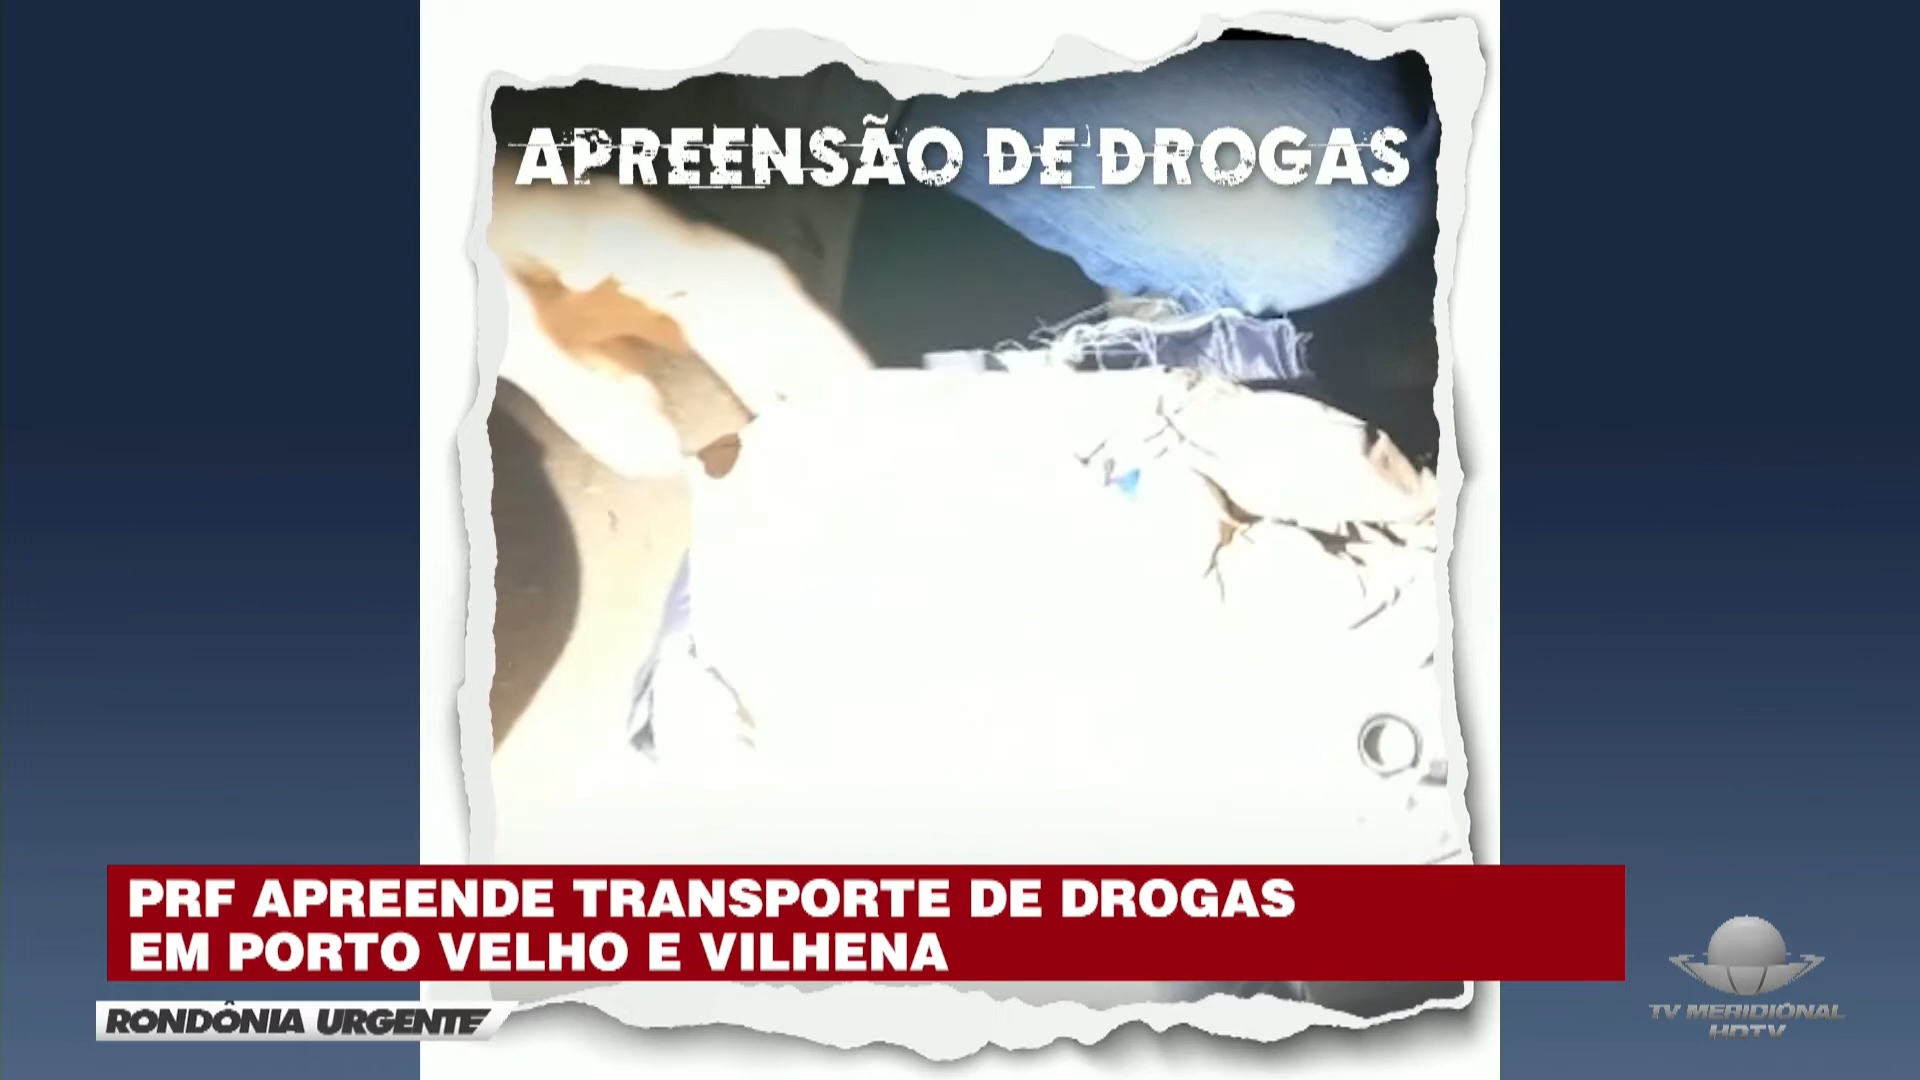 APREENSÃO DE DROGAS
PRF APREENDE TRANSPORTE DE DROGAS
EM PORTO VELHO E VILHENA
RONDÔNIA URGENTE
TV MERIDIONAL
HDTV